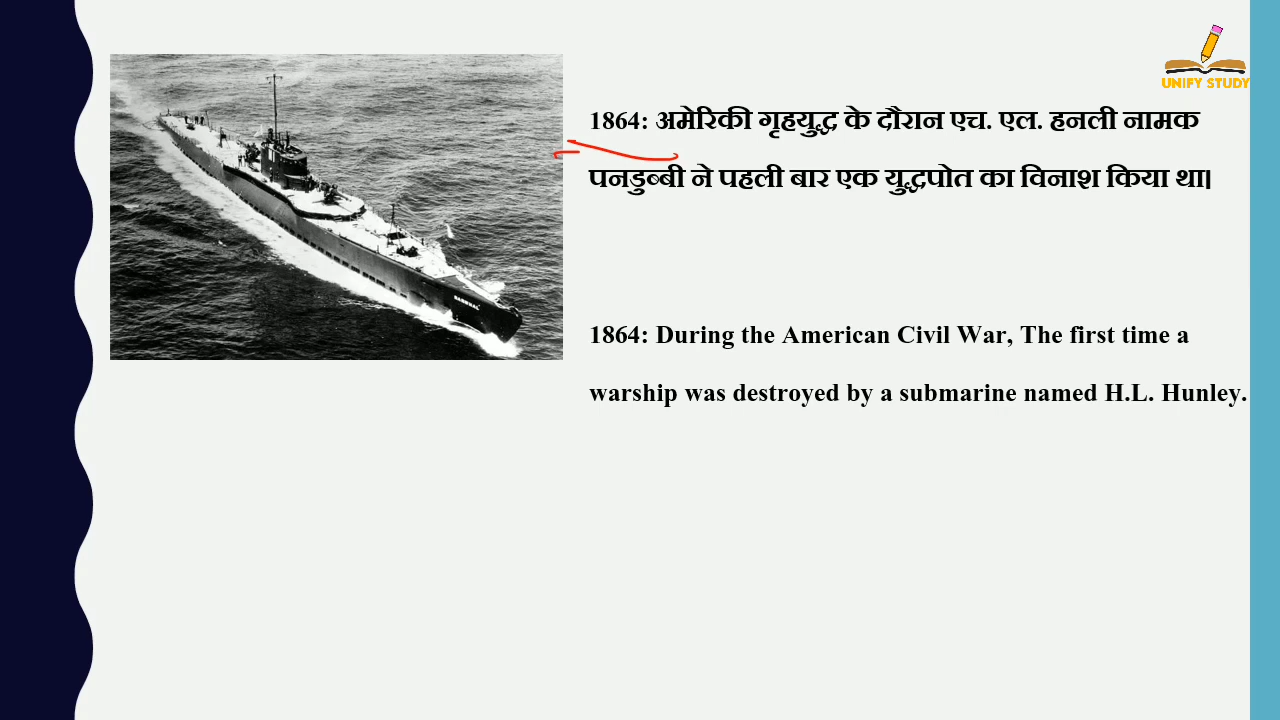 UNIFY STUDY
1864: अमेरिकी गृहयुद्ध के दौरान एच. एल. हनली नामक
पनडुब्बी ने पहली बार एक युद्धपोत का विनाश किया था।
1864: During the American Civil War, The first time a
warship was destroyed by a submarine named H.L. Hunley.